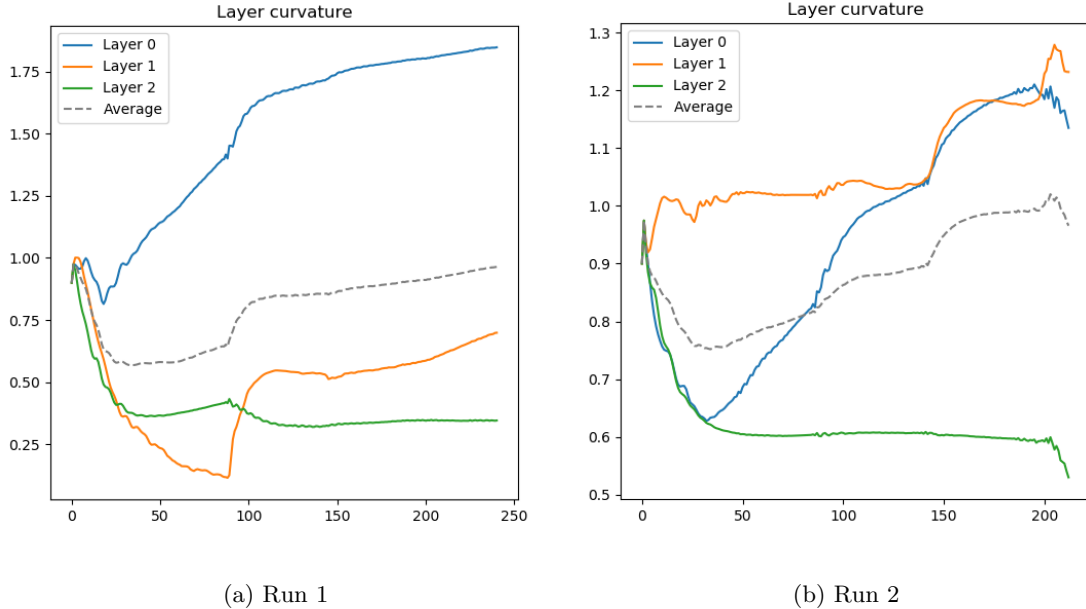 Layer curvature
Layer 0
Layer 1
Layer 2
Average
1.75
1.50
1.25
1.00
0.75
0.50
0.25
0 50 100 150 200 250
(a) Run 1
Layer curvature
Layer 0
Layer 1
Layer 2
Average
1.3
1.2
1.1
1.0
0.9
0.8
0.7
0.6
0.5
0 50 100 150 200
(b) Run 2